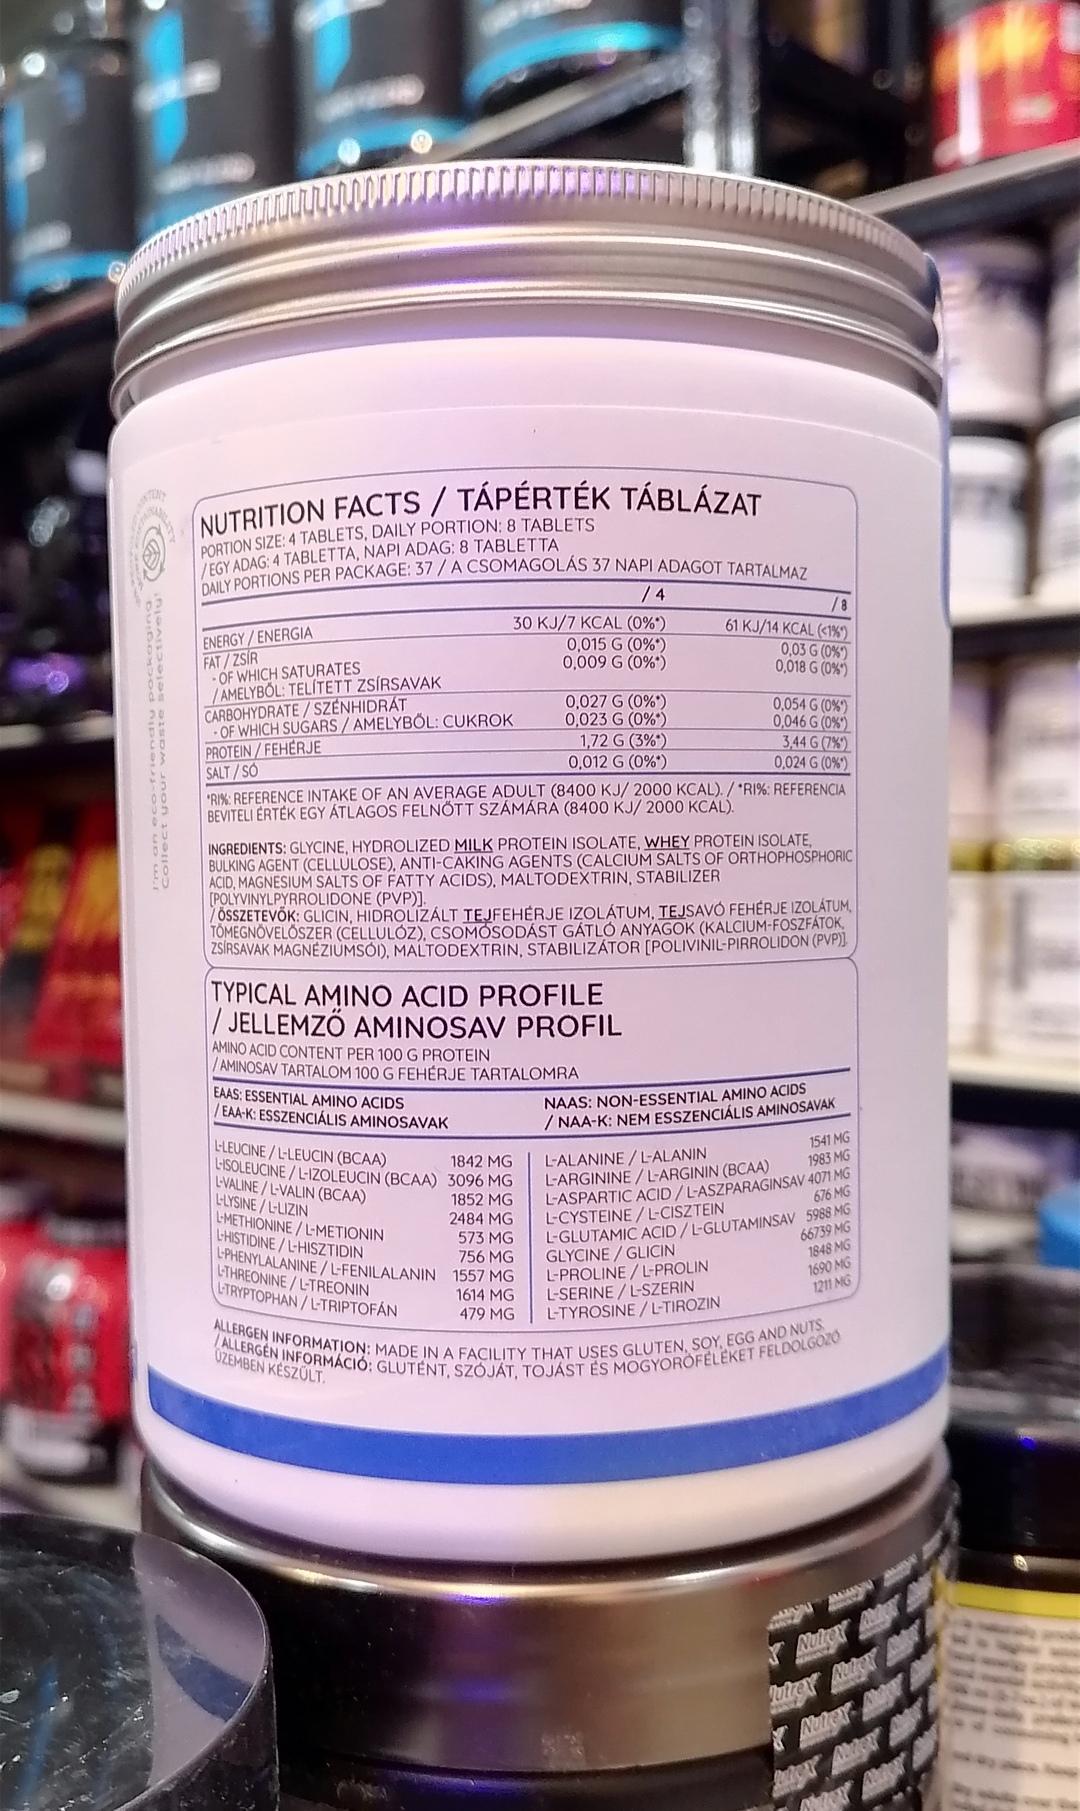 NUTRITION FACTS / TÁPÉRTÉK TÁBLÁZAT
PORTION SIZE: 4 TABLETS, DAILY PORTION: 8 TABLETS
/ EGY ADAG: 4 TABLETTA, NAPI ADAG: 8 TABLETTA
DAILY PORTIONS PER PACKAGE: 37 / A CSOMAGOLÁS 37 NAPI ADAGOT TARTALMAZ
/ 4 / 8
ENERGY / ENERGIA 30 KJ/7 KCAL (0%*) 61 KJ/14 KCAL (<1%*)
FAT / ZSÍR 0,015 G (0%*) 0,03 G (0%*)
- OF WHICH SATURATES 0,009 G (0%*) 0,018 G (0%*)
/ AMELYBŐL: TELÍTETT ZSÍRSAVAK
CARBOHYDRATE / SZÉNHIDRÁT 0,027 G (0%*) 0,054 G (0%*)
- OF WHICH SUGARS / AMELYBŐL: CUKROK 0,023 G (0%*) 0,046 G (0%*)
PROTEIN / FEHÉRJE 1,72 G (3%*) 3,44 G (7%*)
SALT / SÓ 0,012 G (0%*) 0,024 G (0%*)
*RI%: REFERENCE INTAKE OF AN AVERAGE ADULT (8400 KJ/ 2000 KCAL). / *RI%: REFERENCIA
BEVITELI ÉRTÉK EGY ÁTLAGOS FELNŐTT SZÁMÁRA (8400 KJ/ 2000 KCAL).
INGREDIENTS: GLYCINE, HYDROLIZED MILK PROTEIN ISOLATE, WHEY PROTEIN ISOLATE,
BULKING AGENT (CELLULOSE), ANTI-CAKING AGENTS (CALCIUM SALTS OF ORTHOPHOSPHORIC
ACID, MAGNESIUM SALTS OF FATTY ACIDS), MALTODEXTRIN, STABILIZER
[POLYVINYLPYRROLIDONE (PVP)].
/ ÖSSZETEVŐK: GLICIN, HIDROLIZÁLT TEJFEHÉRJE IZOLÁTUM, TEJSAVÓ FEHÉRJE IZOLÁTUM,
TÖMEGNÖVELŐSZER (CELLULÓZ), CSOMÓSODÁST GÁTLÓ ANYAGOK (KALCIUM-FOSZFÁTOK,
ZSÍRSAVAK MAGNÉZIUMSÓI), MALTODEXTRIN, STABILIZÁTOR [POLIVINIL-PIRROLIDON (PVP)].
TYPICAL AMINO ACID PROFILE
/ JELLEMZŐ AMINOSAV PROFIL
AMINO ACID CONTENT PER 100 G PROTEIN
/ AMINOSAV TARTALOM 100 G FEHÉRJE TARTALOMRA
EAAS: ESSENTIAL AMINO ACIDS
/ EAA-K: ESSZENCIÁLIS AMINOSAVAK
L-LEUCINE / L-LEUCIN (BCAA) 1842 MG
L-ISOLEUCINE / L-IZOLEUCIN (BCAA) 3096 MG
L-VALINE / L-VALIN (BCAA) 1852 MG
L-LYSINE / L-LIZIN 2484 MG
L-METHIONINE / L-METIONIN 573 MG
L-HISTIDINE / L-HISZTIDIN 756 MG
L-PHENYLALANINE / L-FENILALANIN 1557 MG
L-THREONINE / L-TREONIN 1614 MG
L-TRYPTOPHAN / L-TRIPTOFÁN 479 MG
NAAS: NON-ESSENTIAL AMINO ACIDS
/ NAA-K: NEM ESSZENCIÁLIS AMINOSAVAK
L-ALANINE / L-ALANIN 1541 MG
L-ARGININE / L-ARGININ (BCAA) 1983 MG
L-ASPARTIC ACID / L-ASZPARAGINSAV 4071 MG
L-CYSTEINE / L-CISZTEIN 676 MG
L-GLUTAMIC ACID / L-GLUTAMINSAV 5988 MG
GLYCINE / GLICIN 66739 MG
L-PROLINE / L-PROLIN 1848 MG
L-SERINE / L-SZERIN 1690 MG
L-TYROSINE / L-TIROZIN 1211 MG
ALLERGEN INFORMATION: MADE IN A FACILITY THAT USES GLUTEN, SOY, EGG AND NUTS.
/ ALLERGÉN INFORMÁCIÓ: GLUTÉNT, SZÓJÁT, TOJÁST ÉS MOGYORÓFÉLÉKET FELDOLGOZÓ
ÜZEMBEN KÉSZÜLT.
I'm an eco-friendly packaging.
Collect your waste selectively!
Nutrex
Nutrex
Nutrex
Nutrex